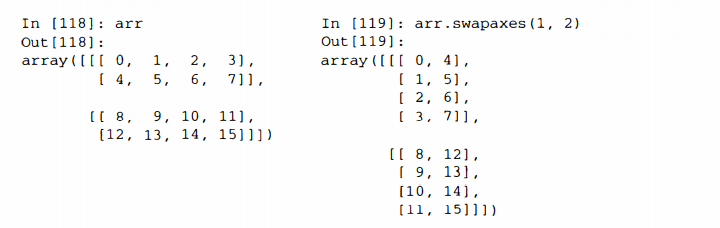 In [118]: arr
Out[118]:
array([[[ 0, 1, 2, 3],
[ 4, 5, 6, 7]],
[[ 8, 9, 10, 11],
[12, 13, 14, 15]]])
In [119]: arr.swapaxes(1, 2)
Out[119]:
array([[[ 0, 4],
[ 1, 5],
[ 2, 6],
[ 3, 7]],
[[ 8, 12],
[ 9, 13],
[10, 14],
[11, 15]]])